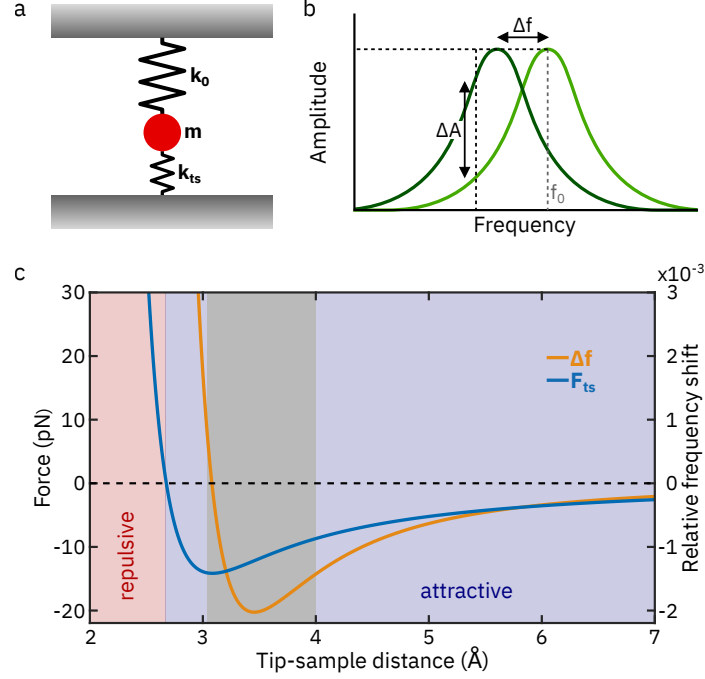 a
k₀
m
kₜₛ
b
Δf
Amplitude
ΔA
f₀
Frequency
c
x10⁻³
30
20
10
0
-10
-20
Force (pN)
3
2
1
0
-1
-2
Relative frequency shift
Δf
Fₜₛ
repulsive
attractive
2
3
4
5
6
7
Tip-sample distance (Å)